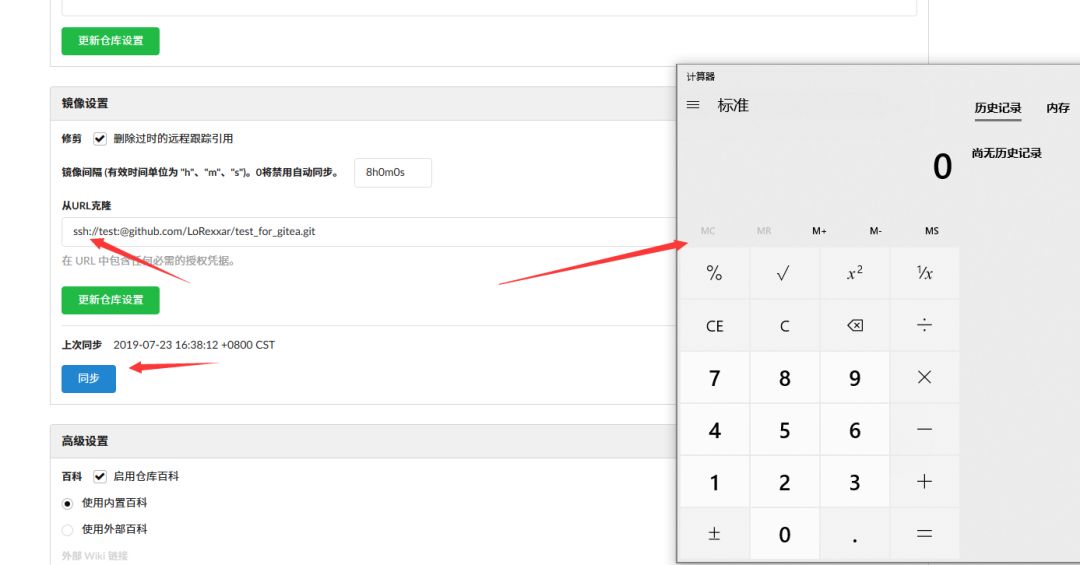 更新仓库设置
镜像设置
修剪 删除过时的远程跟踪引用
镜像间隔 (有效时间单位为 "h"、"m"、"s")。0将禁用自动同步。 8h0m0s
从URL克隆
ssh://test:@github.com/LoRexxar/test_for_gitea.git
在 URL 中包含任何必需的授权凭据。
更新仓库设置
上次同步 2019-07-23 16:38:12 +0800 CST
同步
高级设置
百科 启用仓库百科
使用内置百科
使用外部百科
外部 Wiki 链接
计算器
标准
历史记录 内存
尚无历史记录
0
MC MR M+ M- MS
% √ x² ¹/x
CE C ÷
7 8 9 ×
4 5 6 −
1 2 3 +
± 0 . =